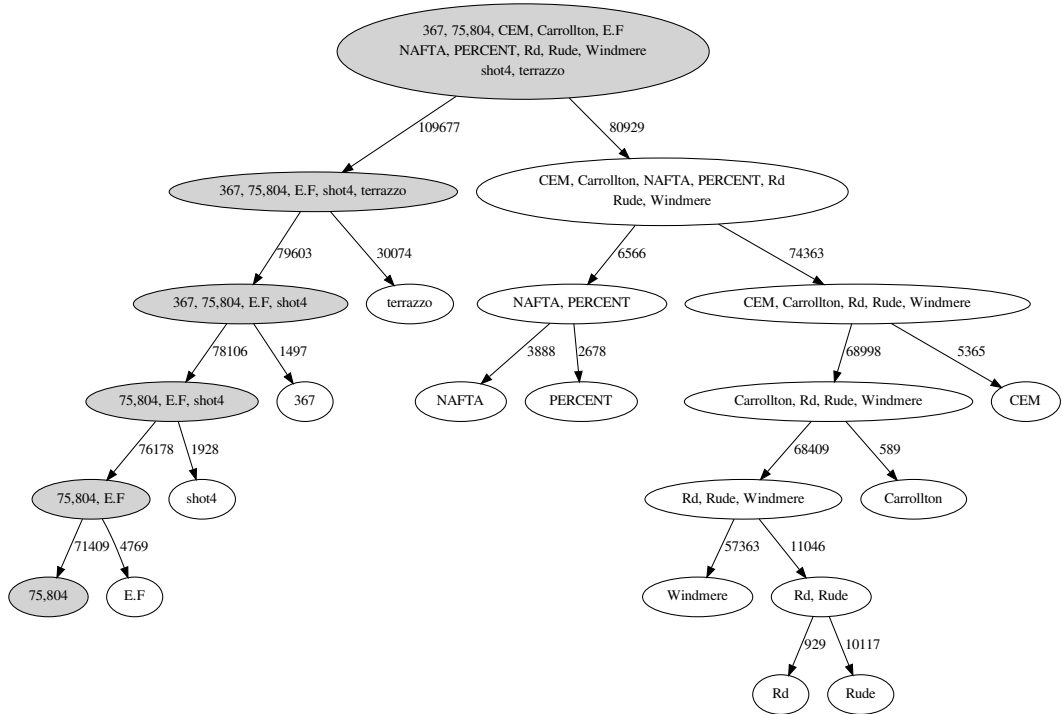 367, 75,804, CEM, Carrollton, E.F
NAFTA, PERCENT, Rd, Rude, Windmere
shot4, terrazzo
109677
80929
367, 75,804, E.F, shot4, terrazzo
CEM, Carrollton, NAFTA, PERCENT, Rd
Rude, Windmere
79603
30074
6566
74363
367, 75,804, E.F, shot4
terrazzo
NAFTA, PERCENT
CEM, Carrollton, Rd, Rude, Windmere
78106
1497
3888
2678
68998
5365
75,804, E.F, shot4
367
NAFTA
PERCENT
Carrollton, Rd, Rude, Windmere
CEM
76178
1928
68409
589
75,804, E.F
shot4
Rd, Rude, Windmere
Carrollton
71409
4769
57363
11046
75,804
E.F
Windmere
Rd, Rude
929
10117
Rd
Rude